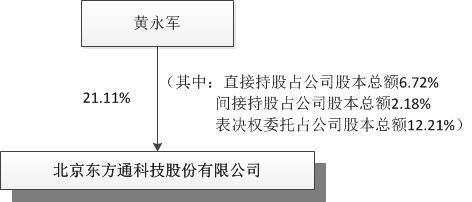 黄永军
21.11%
（其中：直接持股占公司股本总额6.72%
间接持股占公司股本总额2.18%
表决权委托占公司股本总额12.21%）
北京东方通科技股份有限公司